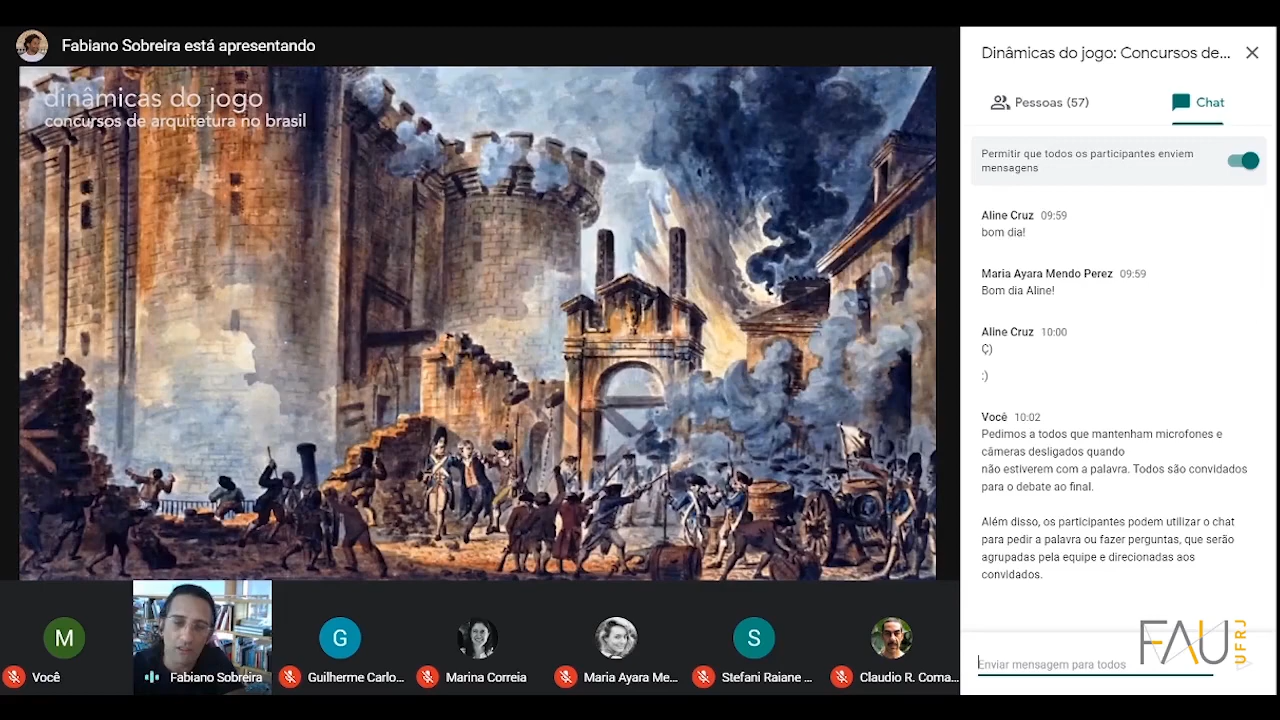 Fabiano Sobreira está apresentando
dinâmicas do jogo
concursos de arquitetura no brasil
Dinâmicas do jogo: Concursos de...
Pessoas (57)
Chat
Permitir que todos os participantes enviem
mensagens
Aline Cruz 09:59
bom dia!
Maria Ayara Mendo Perez 09:59
Bom dia Aline!
Aline Cruz 10:00
Ç)
:)
Você 10:02
Pedimos a todos que mantenham microfones e
câmeras desligados quando
não estiverem com a palavra. Todos são convidados
para o debate ao final.
Além disso, os participantes podem utilizar o chat
para pedir a palavra ou fazer perguntas, que serão
agrupadas pela equipe e direcionadas aos
convidados.
Enviar mensagem para todos
FAU UFRJ
M
G
S
Você
Fabiano Sobreira
Guilherme Carlo...
Marina Correia
Maria Ayara Me...
Stefani Raiane ...
Claudio R. Coma...